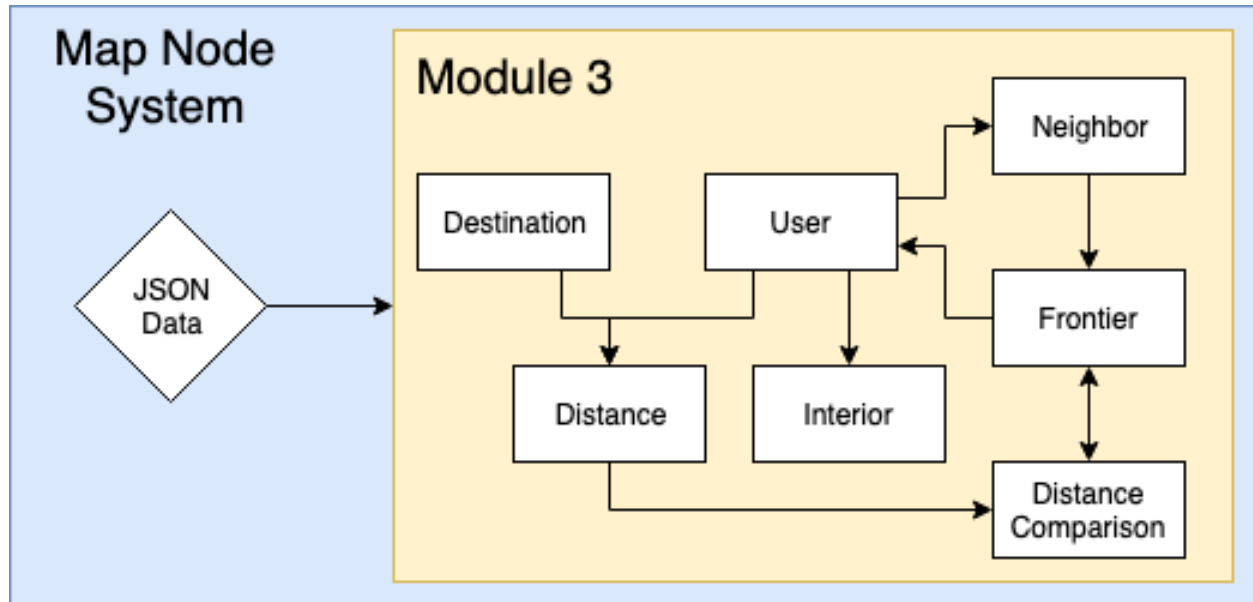 Map Node
System
Module 3
Neighbor
Destination
User
JSON
Data
Frontier
Distance
Interior
Distance
Comparison